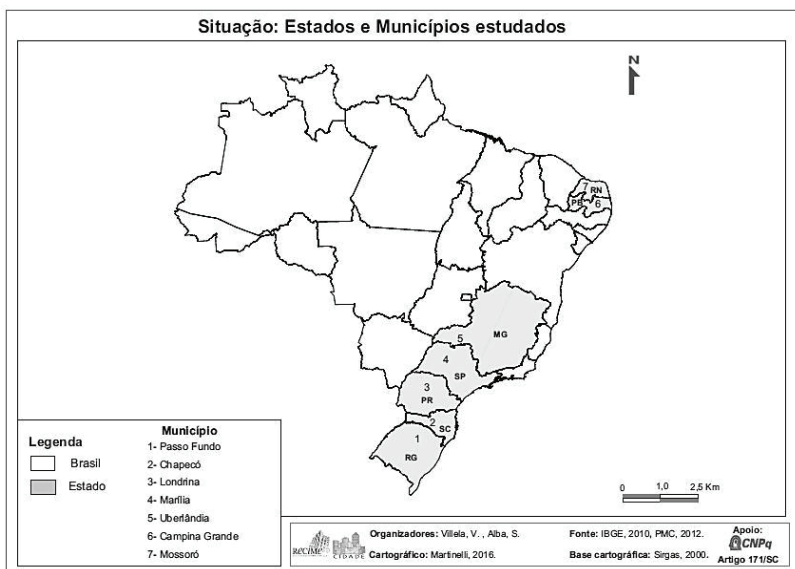 Situação: Estados e Municípios estudados
N
7
RN
PB
6
MG
5
4
SP
3
PR
2
SC
1
RG
Legenda
Brasil
Estado
Município
1- Passo Fundo
2- Chapecó
3- Londrina
4- Marília
5- Uberlândia
6- Campina Grande
7- Mossoró
0 1,0 2,5 Km
RECIME CIDADE
Organizadores: Villela, V. , Alba, S.
Cartográfico: Martinelli, 2016.
Fonte: IBGE, 2010, PMC, 2012.
Base cartográfica: Sirgas, 2000.
Apoio:
CNPq
Artigo 171/SC